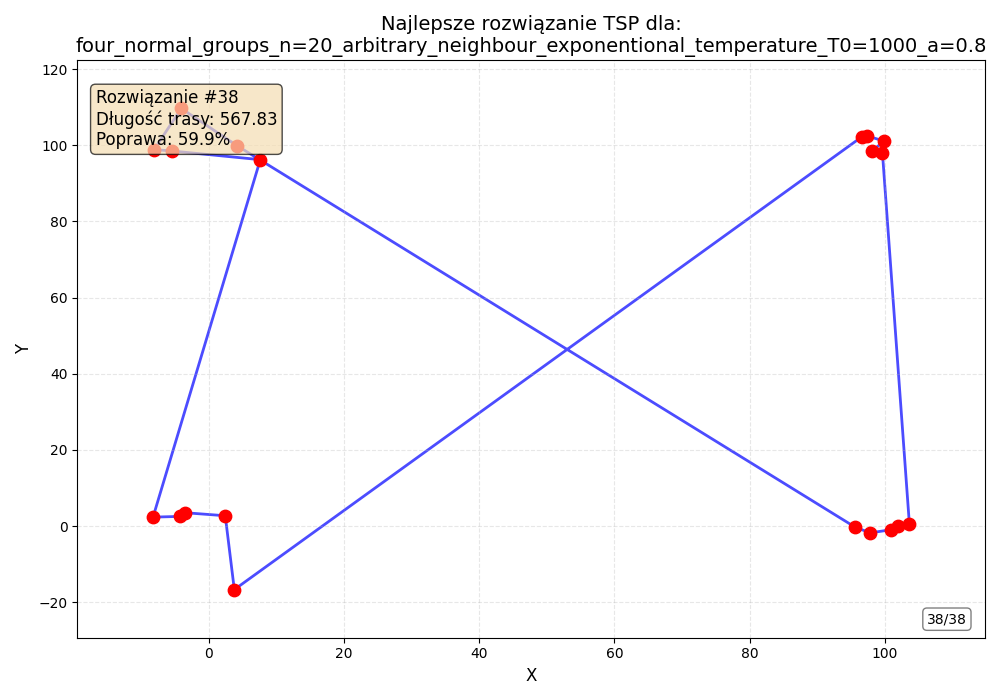 Najlepsze rozwiązanie TSP dla:
four_normal_groups_n=20_arbitrary_neighbour_exponentional_temperature_T0=1000_a=0.8
Rozwiązanie #38
Długość trasy: 567.83
Poprawa: 59.9%
120
100
80
60
40
20
0
−20
Y
38/38
0
20
40
60
80
100
X